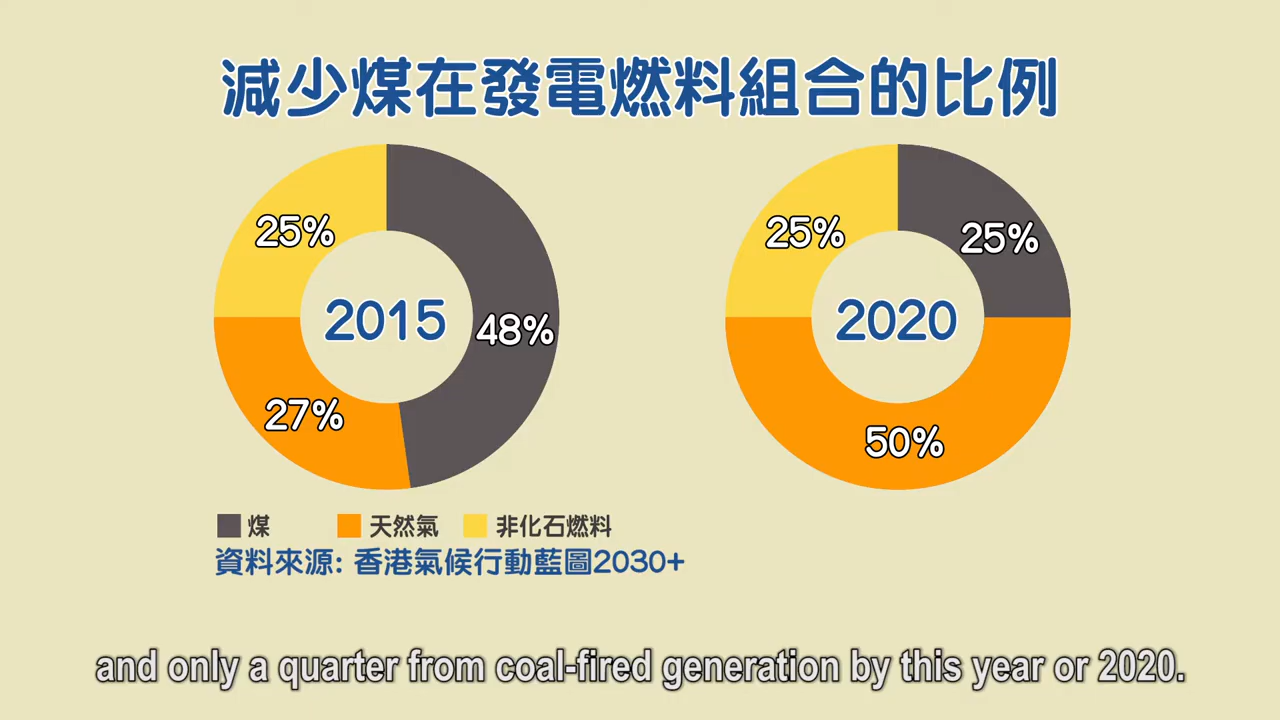 減少煤在發電燃料組合的比例
25%
48%
27%
2015
25%
25%
50%
2020
煤 天然氣 非化石燃料
資料來源: 香港氣候行動藍圖2030+
and only a quarter from coal-fired generation by this year or 2020.